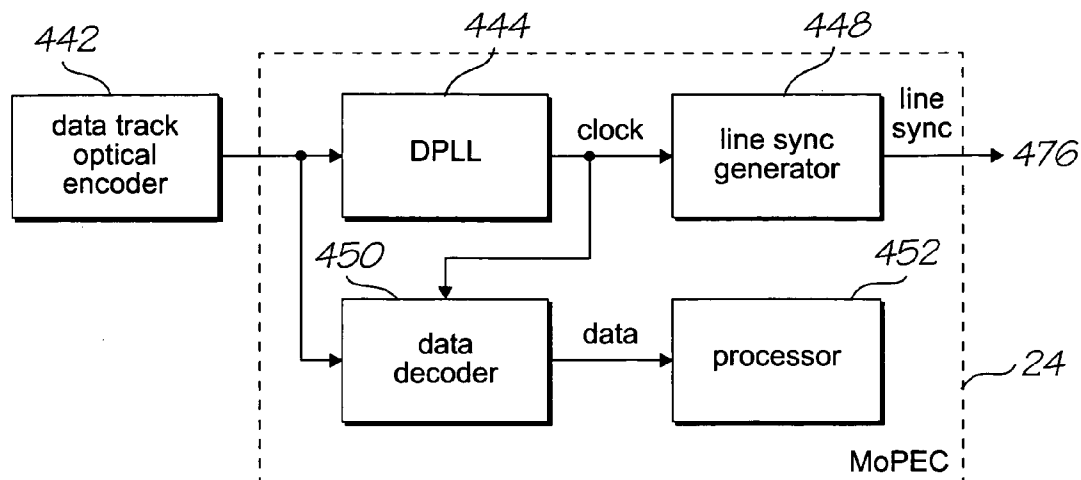 442
444
448
data track
optical
encoder
DPLL
clock
line sync
generator
line
sync
476
450
452
data
decoder
data
processor
24
MoPEC